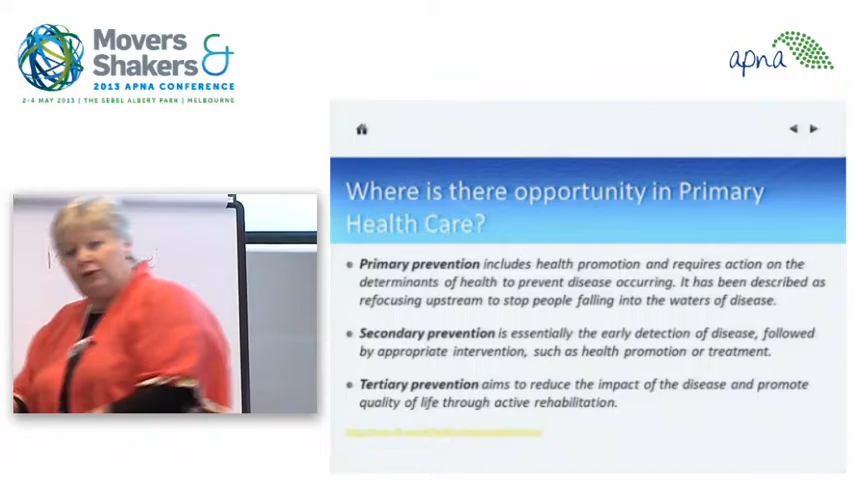 Movers
Shakers &
2013 APNA CONFERENCE
2-4 MAY 2013 | THE SEBEL ALBERT PARK | MELBOURNE
apna
Where is there opportunity in Primary
Health Care?
Primary prevention includes health promotion and requires action on the
determinants of health to prevent disease occurring. It has been described as
refocusing upstream to stop people falling into the waters of disease.
Secondary prevention is essentially the early detection of disease, followed
by appropriate intervention, such as health promotion or treatment.
Tertiary prevention aims to reduce the impact of the disease and promote
quality of life through active rehabilitation.